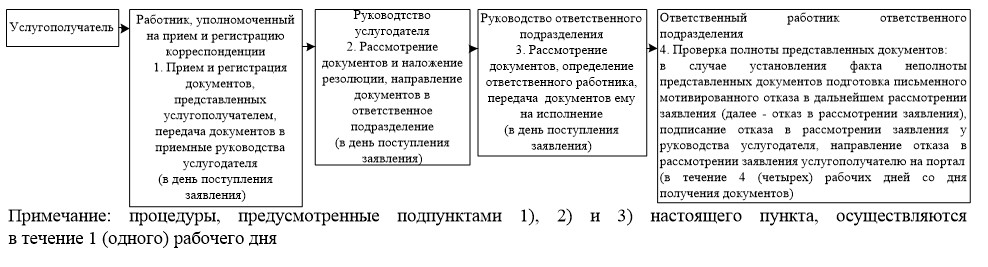 Услугополучатель
Работник, уполномоченный
на прием и регистрацию
корреспонденции
1. Прием и регистрация
документов,
представленных
услугополучателем,
передача документов в
приемные руководства
услугодателя
(в день поступления
заявления)
Руководтство
услугодателя
2. Рассмотрение
документов и наложение
резолюции, направление
документов в
ответственное
подразделение
(в день поступления
заявления)
Руководство ответственного
подразделения
3. Рассмотрение
документов, определение
ответственного работника,
передача документов ему
на исполнение
(в день поступления
заявления)
Ответственный работник ответственного
подразделения
4. Проверка полноты представленных документов:
в случае установления факта неполноты
представленных документов подготовка письменного
мотивированного отказа в дальнейшем рассмотрении
заявления (далее - отказ в рассмотрении заявления),
подписание отказа в рассмотрении заявления у
руководства услугодателя, направление отказа в
рассмотрении заявления услугополучателю на портал
(в течение 4 (четырех) рабочих дней со дня
получения документов)
Примечание: процедуры, предусмотренные подпунктами 1), 2) и 3) настоящего пункта, осуществляются
в течение 1 (одного) рабочего дня